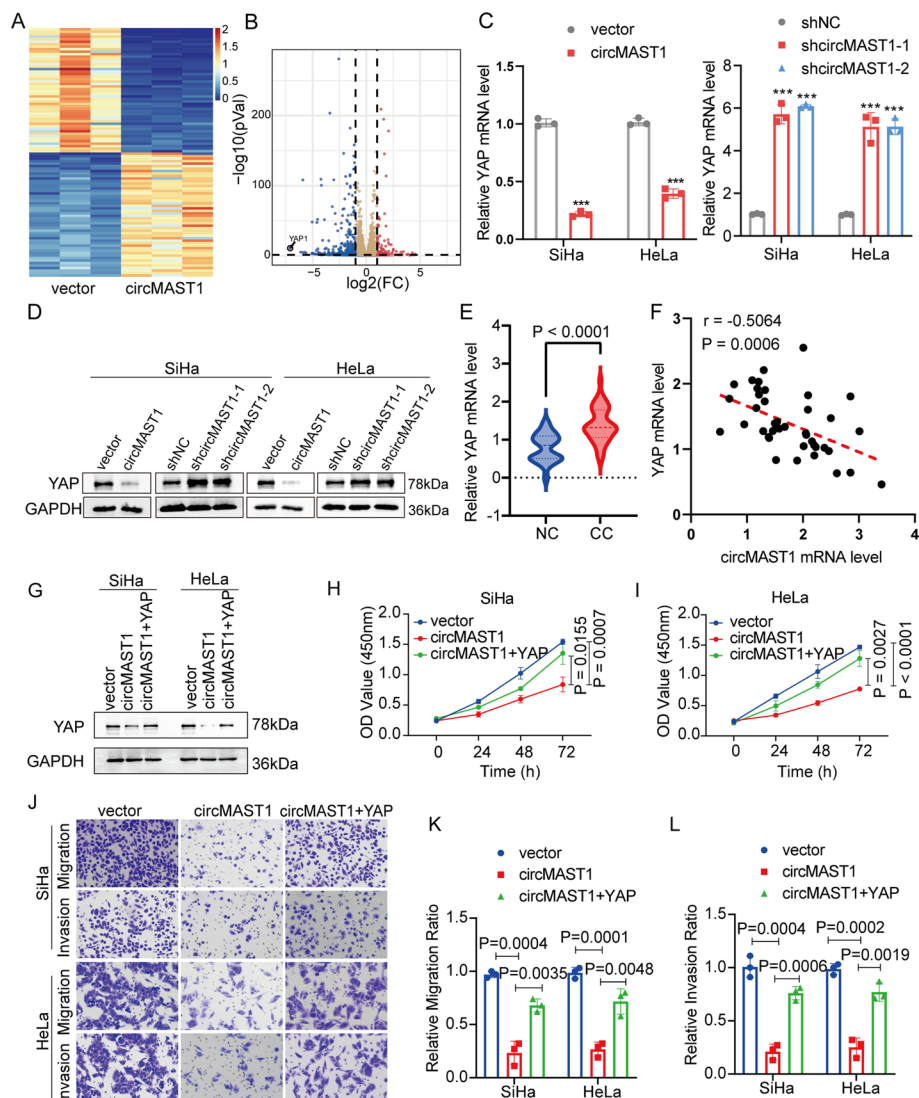 A
2
1.5
1
0.5
0
vector
circMAST1
B
−log10(pVal)
200
100
0
YAP1
−5
0
5
log2(FC)
C
vector
circMAST1
Relative YAP mRNA level
1.5
1.0
0.5
0.0
***
***
SiHa
HeLa
shNC
shcircMAST1-1
shcircMAST1-2
Relative YAP mRNA level
8
6
4
2
0
***
***
***
***
SiHa
HeLa
D
SiHa
HeLa
vector
circMAST1
shNC
shcircMAST1-1
shcircMAST1-2
vector
circMAST1
shNC
shcircMAST1-1
shcircMAST1-2
YAP
78kDa
GAPDH
36kDa
E
P < 0.0001
Relative YAP mRNA level
4
3
2
1
0
-1
NC
CC
F
r = -0.5064
P = 0.0006
YAP mRNA level
3
2
1
0
0
1
2
3
4
circMAST1 mRNA level
G
SiHa
HeLa
vector
circMAST1
circMAST1+YAP
vector
circMAST1
circMAST1+YAP
YAP
78kDa
GAPDH
36kDa
H
SiHa
vector
circMAST1
circMAST1+YAP
OD Value (450nm)
2.0
1.5
1.0
0.5
0.0
0
24
48
72
Time (h)
P = 0.0155
P = 0.0007
I
HeLa
vector
circMAST1
circMAST1+YAP
OD Value (450nm)
2.0
1.5
1.0
0.5
0.0
0
24
48
72
Time (h)
P = 0.0027
P < 0.0001
J
vector
circMAST1
circMAST1+YAP
SiHa
Migration
Invasion
HeLa
Migration
Invasion
K
vector
circMAST1
circMAST1+YAP
Relative Migration Ratio
1.5
1.0
0.5
0.0
P=0.0004
P=0.0035
P=0.0001
P=0.0048
SiHa
HeLa
L
vector
circMAST1
circMAST1+YAP
Relative Invasion Ratio
1.5
1.0
0.5
0.0
P=0.0004
P=0.0006
P=0.0002
P=0.0019
SiHa
HeLa